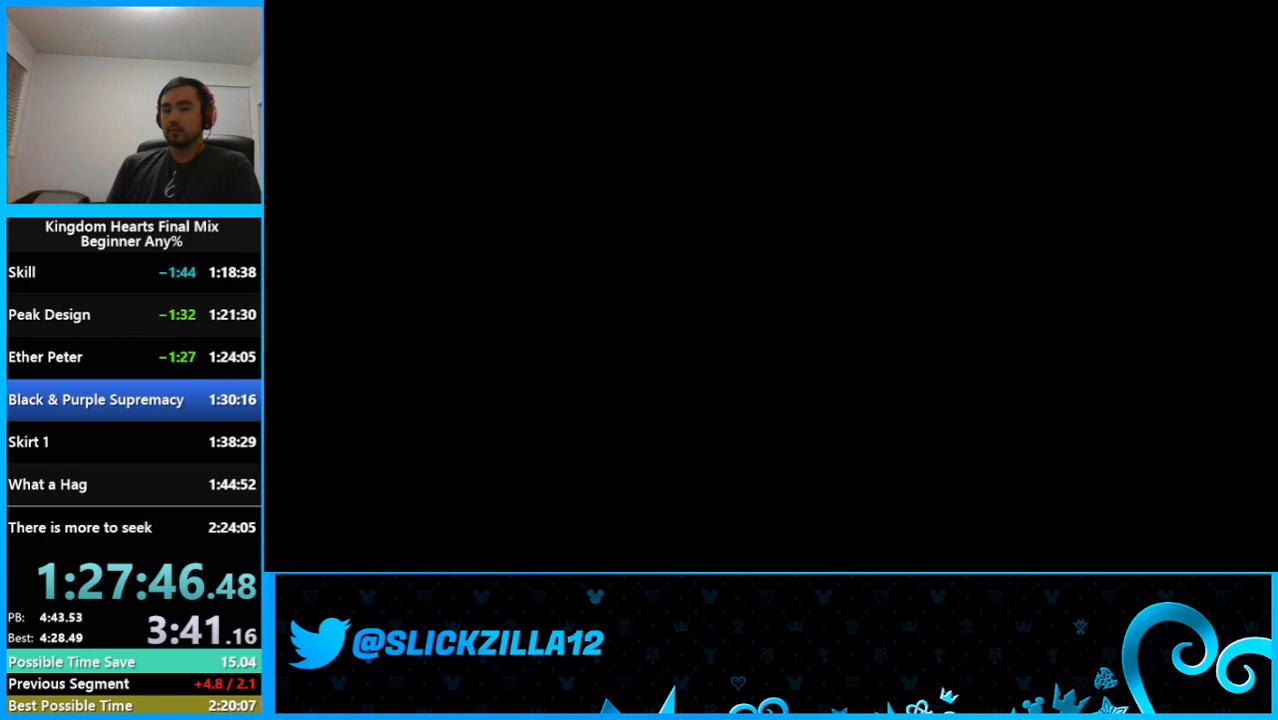 Kingdom Hearts Final Mix
Beginner Any%
Skill −1:44 1:18:38
Peak Design −1:32 1:21:30
Ether Peter −1:27 1:24:05
Black & Purple Supremacy 1:30:16
Skirt 1 1:38:29
What a Hag 1:44:52
There is more to seek 2:24:05
1:27:46.48
PB: 4:43.53
Best: 4:28.49
3:41.16
Possible Time Save 15.04
Previous Segment +4.8 / 2.1
Best Possible Time 2:20:07
@SLICKZILLA12